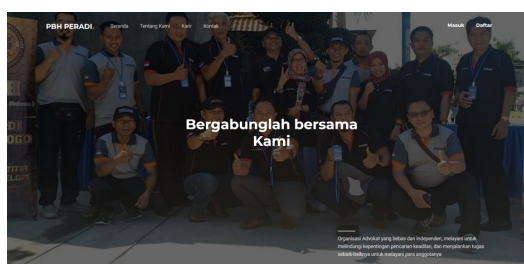 PBH PERADI. Beranda Tentang Kami Karir Kontak Masuk Daftar
Bergabunglah bersama
Kami
Organisasi Advokat yang bebas dan independen, melayani untuk
melindungi kepentingan pencarian keadilan, dan menjalankan tugas
sebaik-baiknya untuk melayani para anggotanya